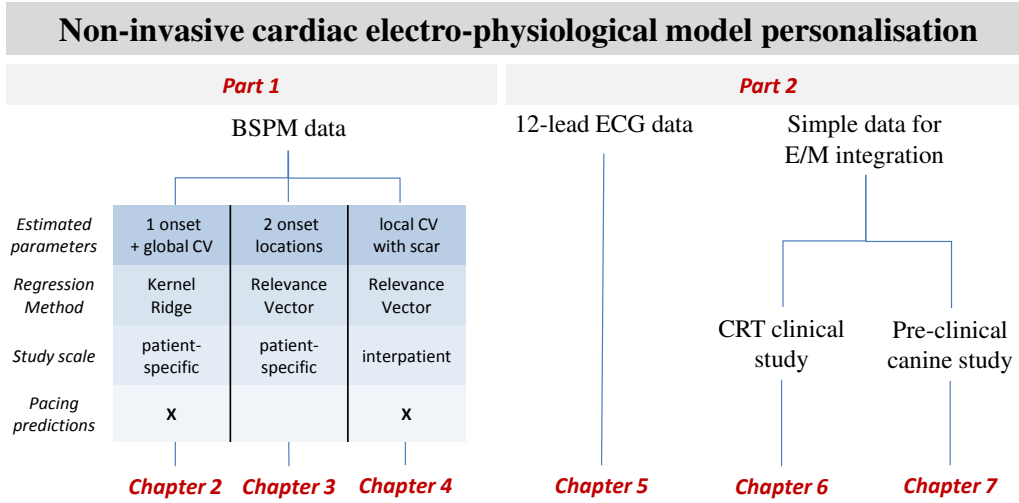 Non-invasive cardiac electro-physiological model personalisation
Part 1
Part 2
BSPM data
12-lead ECG data
Simple data for
E/M integration
Estimated
parameters
1 onset
+ global CV
2 onset
locations
local CV
with scar
Regression
Method
Kernel
Ridge
Relevance
Vector
Relevance
Vector
Study scale
patient-
specific
patient-
specific
interpatient
Pacing
predictions
X
X
CRT clinical
study
Pre-clinical
canine study
Chapter 2
Chapter 3
Chapter 4
Chapter 5
Chapter 6
Chapter 7